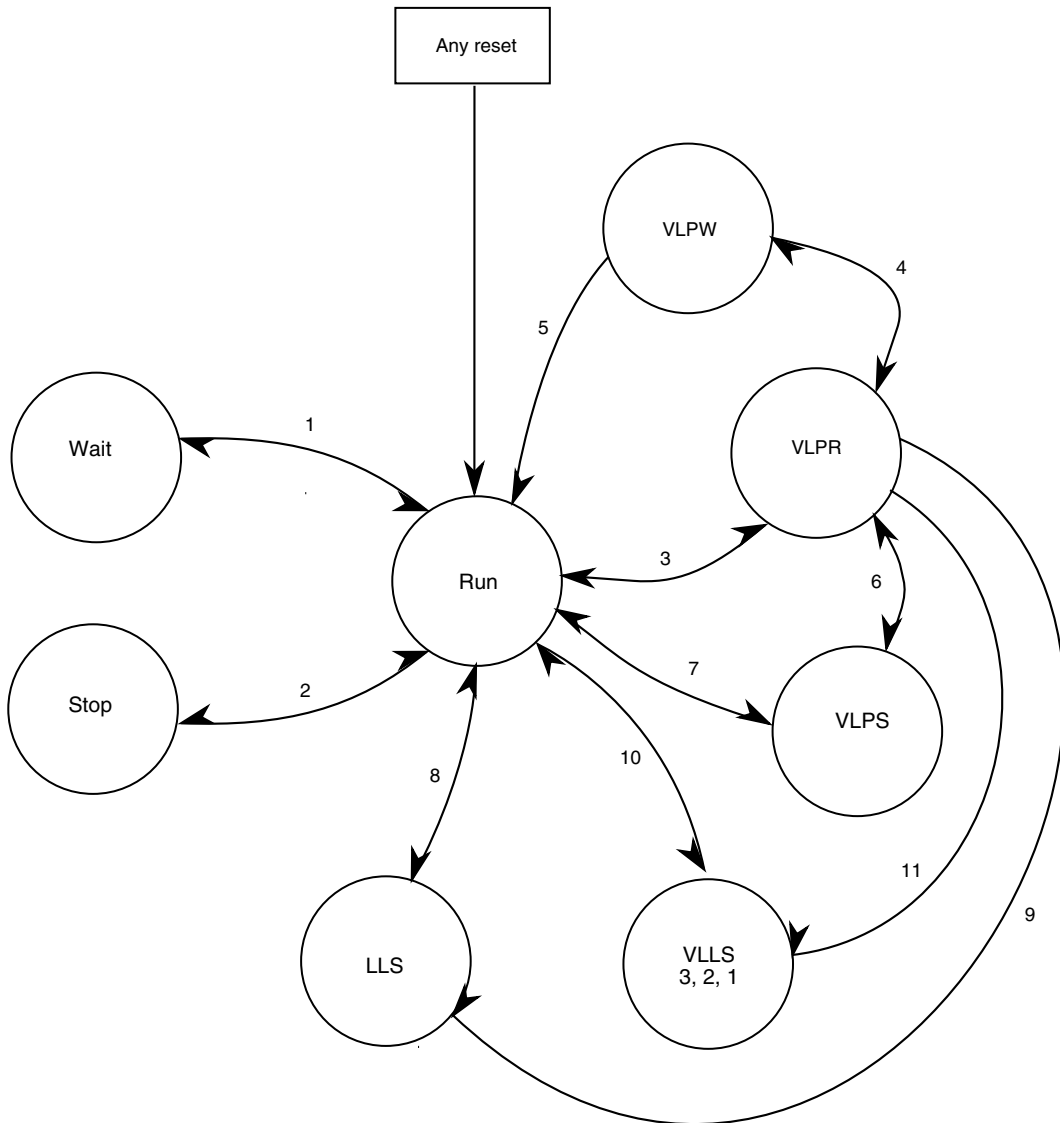 Any reset
VLPW
4
5
Wait
1
VLPR
3
Run
6
Stop
2
7
VLPS
10
8
11
9
LLS
VLLS
3, 2, 1